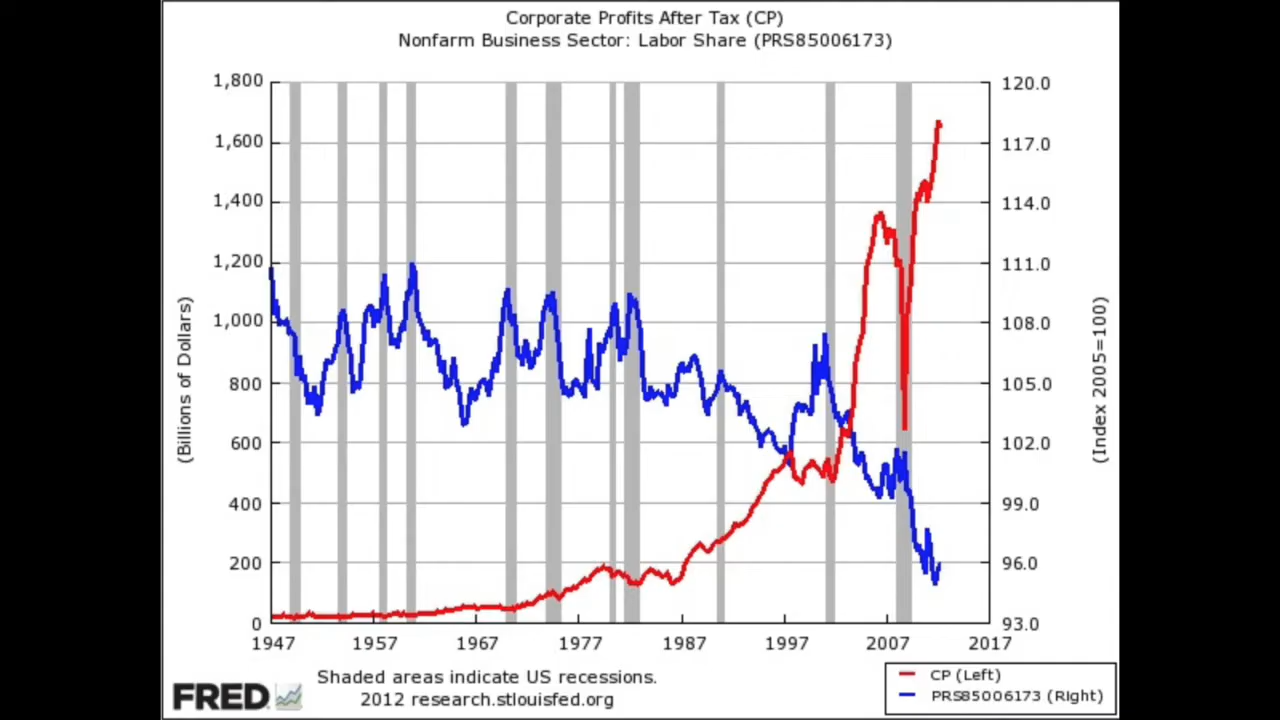 Corporate Profits After Tax (CP)
Nonfarm Business Sector: Labor Share (PRS85006173)
1,800
1,600
1,400
1,200
1,000
800
600
400
200
0
(Billions of Dollars)
120.0
117.0
114.0
111.0
108.0
105.0
102.0
99.0
96.0
93.0
(Index 2005=100)
1947 1957 1967 1977 1987 1997 2007 2017
Shaded areas indicate US recessions.
2012 research.stlouisfed.org
FRED
CP (Left)
PRS85006173 (Right)